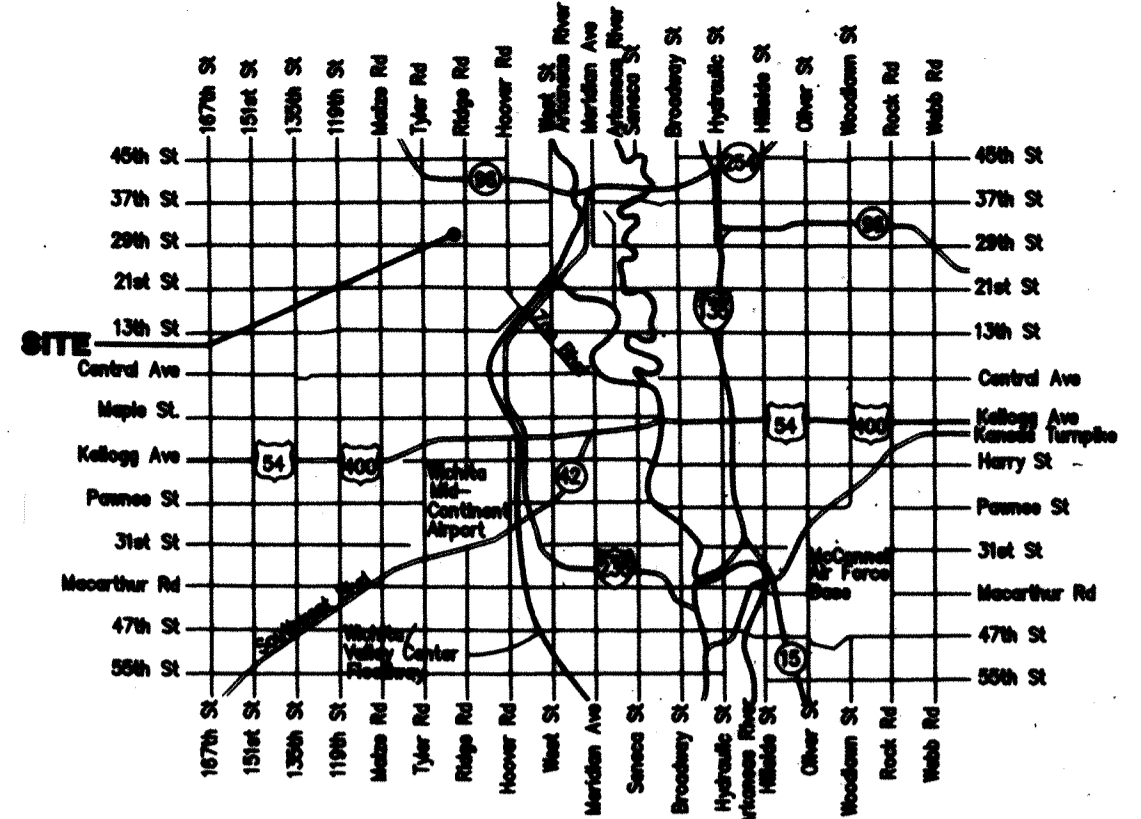 167th St
151st St
135th St
119th St
Maize Rd
Tyler Rd
Ridge Rd
Hoover Rd
West St
Arkansas River
Meridian Ave
Arkansas River
Seneca St
Broadway St
Hydraulic St
Hillside St
Oliver St
Woodlawn St
Rock Rd
Webb Rd
45th St
254
45th St
96
37th St
37th St
96
29th St
29th St
21st St
21st St
135
13th St
13th St
SITE
Central Ave
Central Ave
Maple St.
54
400
Kellogg Ave
Kansas Turnpike
Kellogg Ave
54
400
Harry St
Wichita
Mid-
Continent
Airport
42
Pawnee St
Pawnee St
31st St
31st St
235
McConnell
Air Force
Base
Macarthur Rd
Macarthur Rd
Southwest
47th St
47th St
Wichita
Valley Center
Floodway
15
55th St
55th St
167th St
151st St
135th St
119th St
Maize Rd
Tyler Rd
Ridge Rd
Hoover Rd
West St
Meridian Ave
Seneca St
Broadway St
Hydraulic St
Arkansas River
Hillside St
Oliver St
Woodlawn St
Rock Rd
Webb Rd